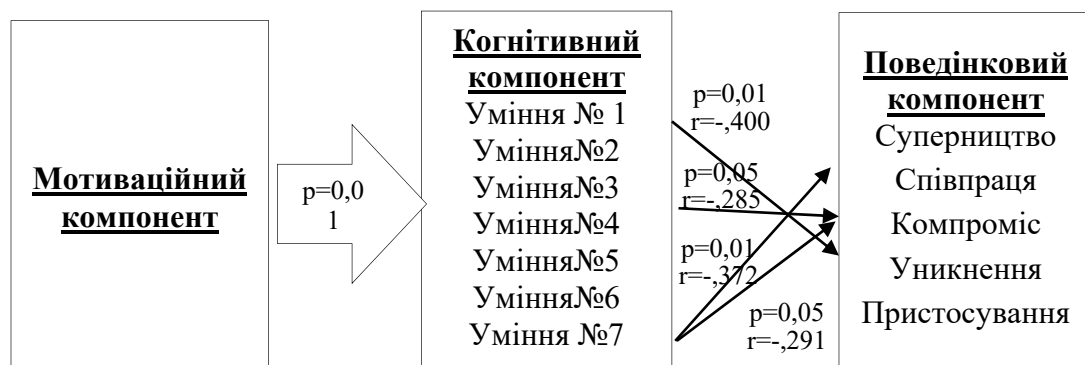 Мотиваційний
компонент
p=0,0
1
Когнітивний
компонент
Уміння № 1
Уміння№2
Уміння№3
Уміння№4
Уміння№5
Уміння№6
Уміння №7
p=0,01
r=-,400
p=0,05
r=-,285
p=0,01
r=-,372
p=0,05
r=-,291
Поведінковий
компонент
Суперництво
Співпраця
Компроміс
Уникнення
Пристосування